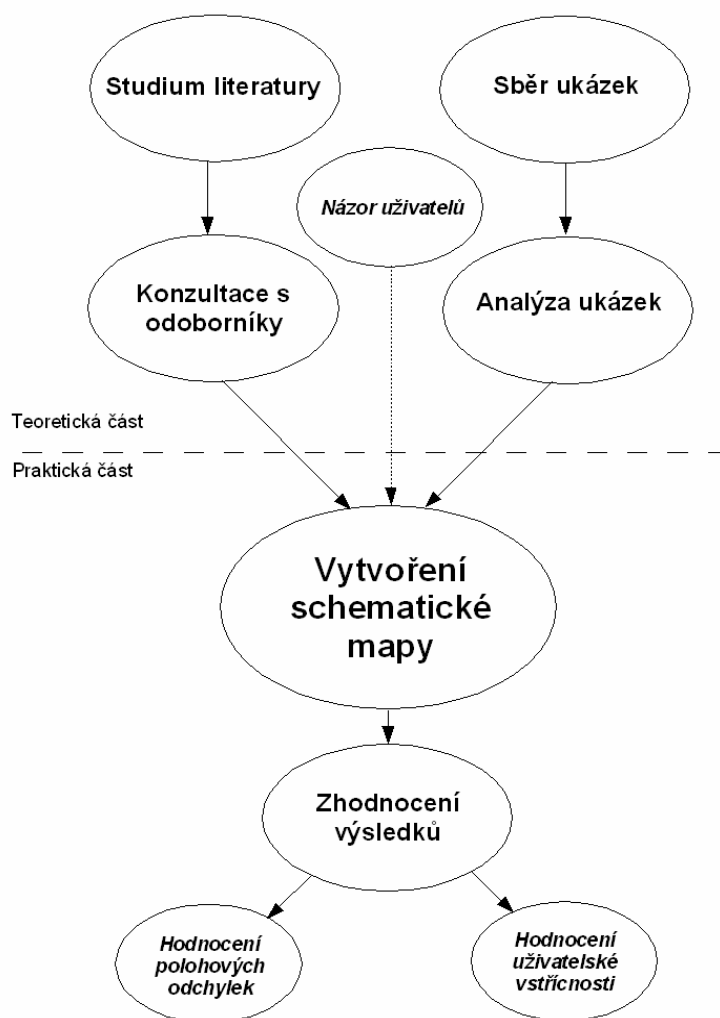 Studium literatury
Sběr ukázek
Názor uživatelů
Konzultace s
odoborníky
Analýza ukázek
Teoretická část
Praktická část
Vytvoření
schematické
mapy
Zhodnocení
výsledků
Hodnocení
polohových
odchylek
Hodnocení
uživatelské
vstřícnosti